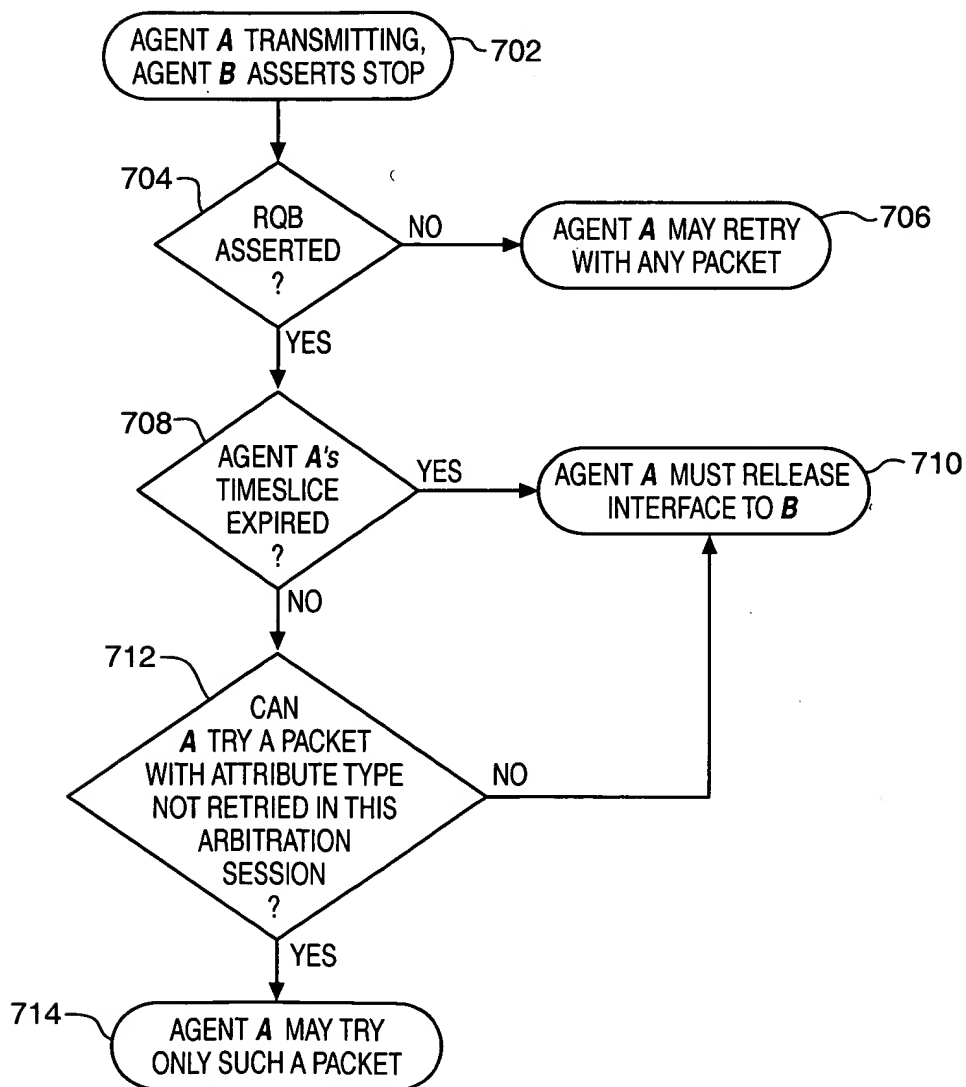 AGENT A TRANSMITTING,
AGENT B ASSERTS STOP
702
704
RQB
ASSERTED
?
NO
AGENT A MAY RETRY
WITH ANY PACKET
706
YES
708
AGENT A's
TIMESLICE
EXPIRED
?
YES
AGENT A MUST RELEASE
INTERFACE TO B
710
NO
712
CAN
A TRY A PACKET
WITH ATTRIBUTE TYPE
NOT RETRIED IN THIS
ARBITRATION
SESSION
?
NO
YES
714
AGENT A MAY TRY
ONLY SUCH A PACKET